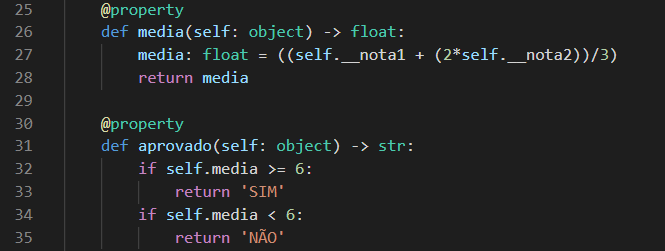 25 @property
26 def media(self: object) -> float:
27 media: float = ((self.__nota1 + (2*self.__nota2))/3)
28 return media
29
30 @property
31 def aprovado(self: object) -> str:
32 if self.media >= 6:
33 return 'SIM'
34 if self.media < 6:
35 return 'NÃO'